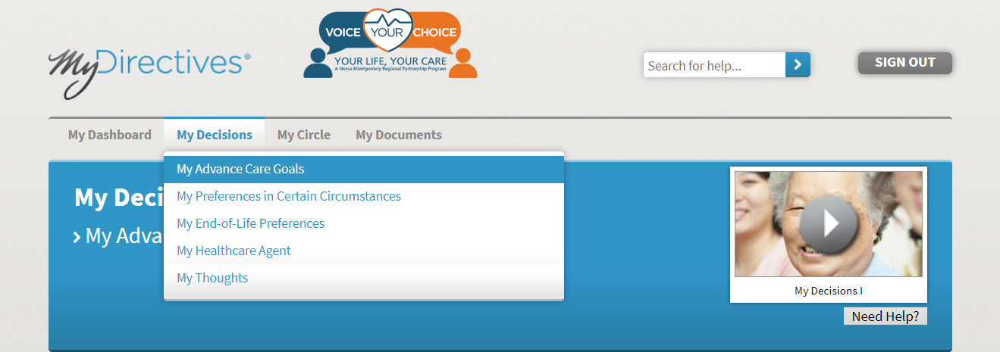 MyDirectives®
VOICE YOUR CHOICE
YOUR LIFE, YOUR CARE
A Nexus Montgomery Regional Partnership Program
Search for help...
SIGN OUT
My Dashboard
My Decisions
My Circle
My Documents
My Advance Care Goals
My Preferences in Certain Circumstances
My End-of-Life Preferences
My Healthcare Agent
My Thoughts
My Deci
My Adva
My Decisions I
Need Help?